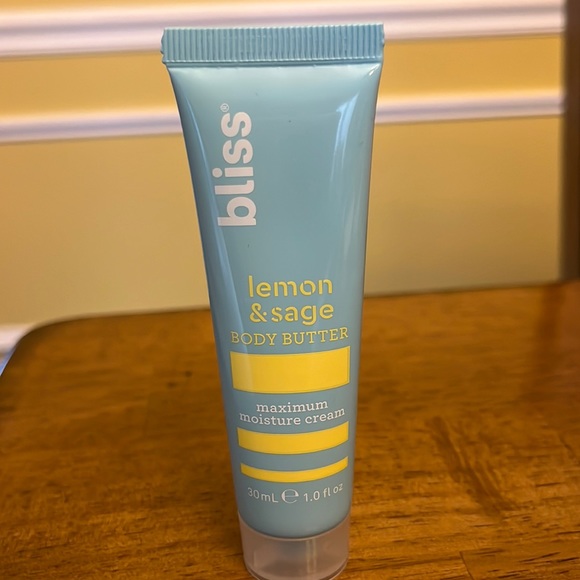 bliss®
lemon
&sage
BODY BUTTER
maximum
moisture cream
30mL ℮ 1.0 fl oz